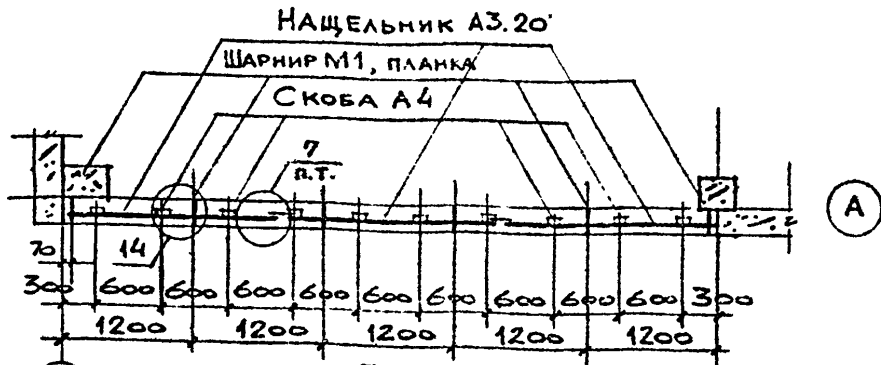 НАЩЕЛЬНИК А3.20
ШАРНИР М1, ПЛАНКА
СКОБА А4
7
П.Т.
А
14
70
300 600 600 600 600 600 600 600 600 600 300
1200 1200 1200 1200 1200